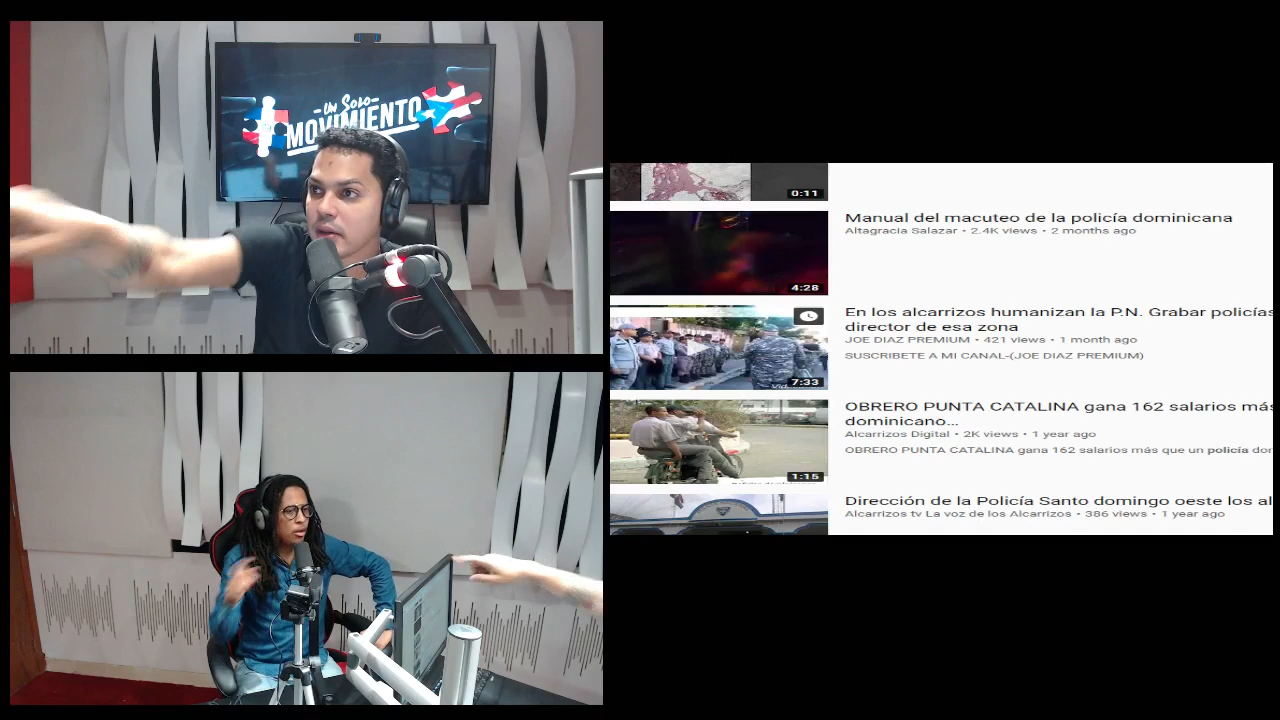 -UN SOLO-
MOVIMIENTO
0:11
Manual del macuteo de la policía dominicana
Altagracia Salazar • 2.4K views • 2 months ago
4:28
En los alcarrizos humanizan la P.N. Grabar policías
director de esa zona
JOE DIAZ PREMIUM • 421 views • 1 month ago
SUSCRIBETE A MI CANAL-(JOE DIAZ PREMIUM)
7:33
OBRERO PUNTA CATALINA gana 162 salarios más
dominicano...
Alcarrizos Digital • 2K views • 1 year ago
OBRERO PUNTA CATALINA gana 162 salarios más que un policía dor
1:15
Dirección de la Policía Santo domingo oeste los al
Alcarrizos tv La voz de los Alcarrizos • 386 views • 1 year ago